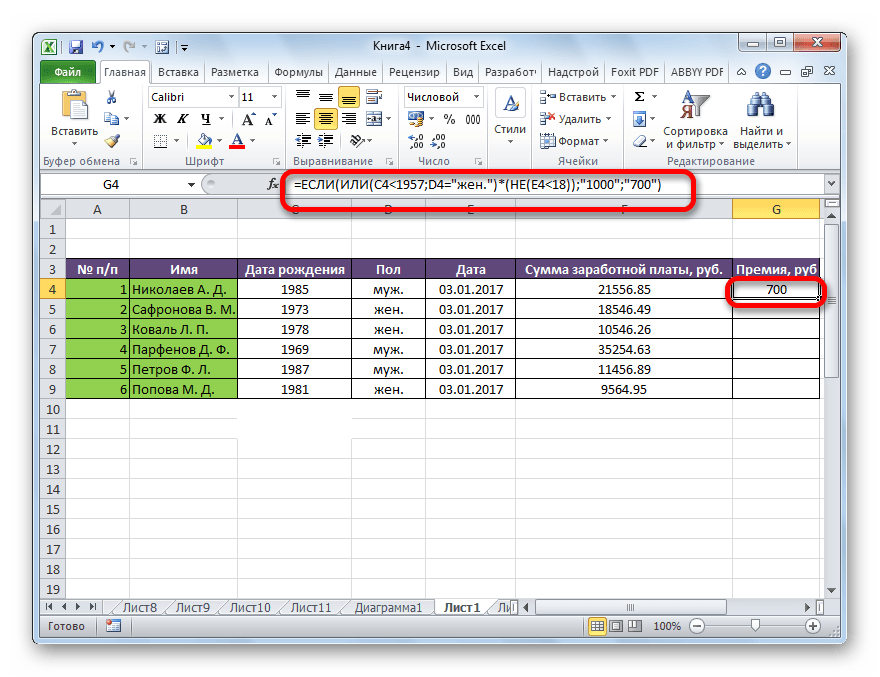 Книга4 - Microsoft Excel
Файл Главная Вставка Разметка Формулы Данные Рецензир Вид Разработ Надстрой Foxit PDF ABBYY PDF
Calibri 11 Числовой Вставить Σ
Вставить Ж К Ч A A % 000 Стили Удалить Сортировка и фильтр Найти и выделить
A Формат
Буфер обмена Шрифт Выравнивание Число Ячейки Редактирование
G4 fx =ЕСЛИ(ИЛИ(C4<1957;D4="жен.")*(НЕ(E4<18));"1000";"700")
A B C D E F G
1
2
3 № п/п Имя Дата рождения Пол Дата Сумма заработной платы, руб. Премия, руб
4 1 Николаев А. Д. 1985 муж. 03.01.2017 21556.85 700
5 2 Сафронова В. М. 1973 жен. 03.01.2017 18546.49
6 3 Коваль Л. П. 1978 жен. 03.01.2017 10546.26
7 4 Парфенов Д. Ф. 1969 муж. 03.01.2017 35254.63
8 5 Петров Ф. Л. 1987 муж. 03.01.2017 11456.89
9 6 Попова М. Д. 1981 жен. 03.01.2017 9564.95
10
11
12
13
14
15
16
17
18
19
Лист8 Лист9 Лист10 Лист11 Диаграмма1 Лист1 Ли
Готово 100%